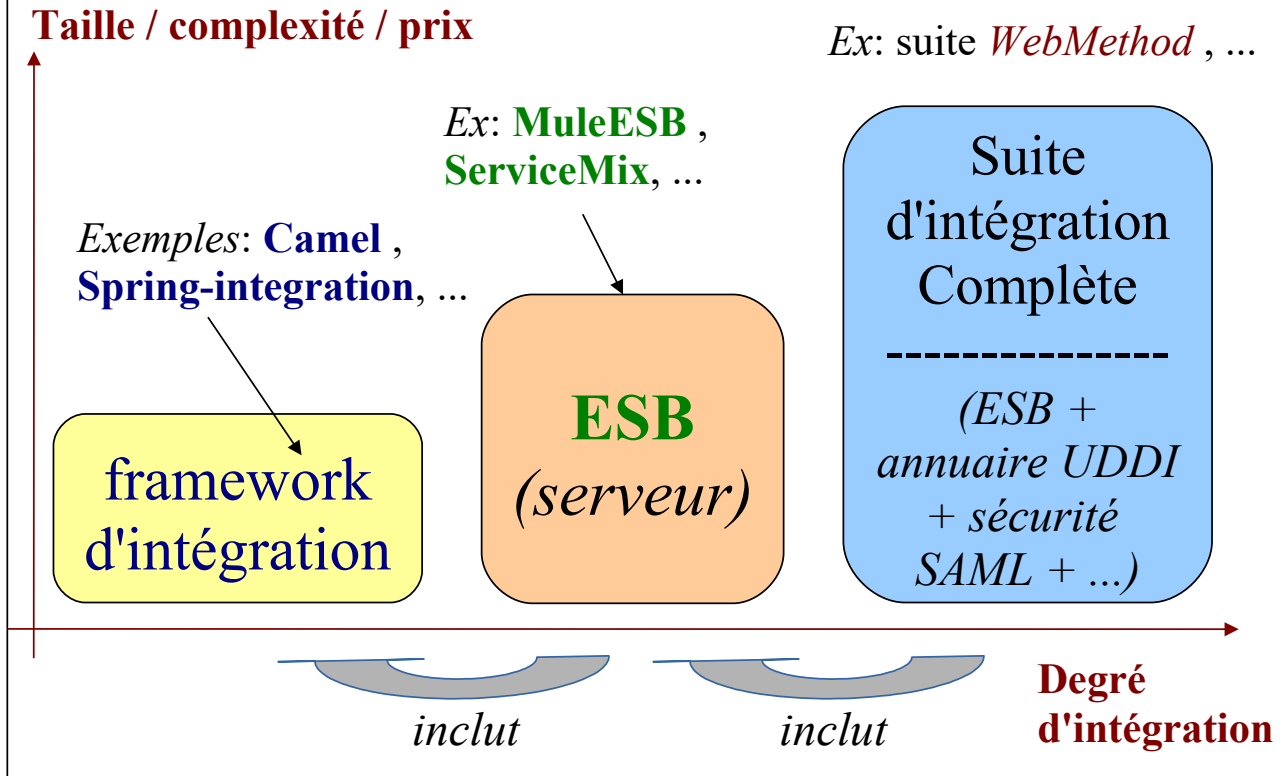 Taille / complexité / prix
Ex: suite WebMethod , ...
Ex: MuleESB ,
ServiceMix, ...
Exemples: Camel ,
Spring-integration, ...
framework
d'intégration
ESB
(serveur)
Suite
d'intégration
Complète
----------------
(ESB +
annuaire UDDI
+ sécurité
SAML + ...)
inclut
inclut
Degré
d'intégration